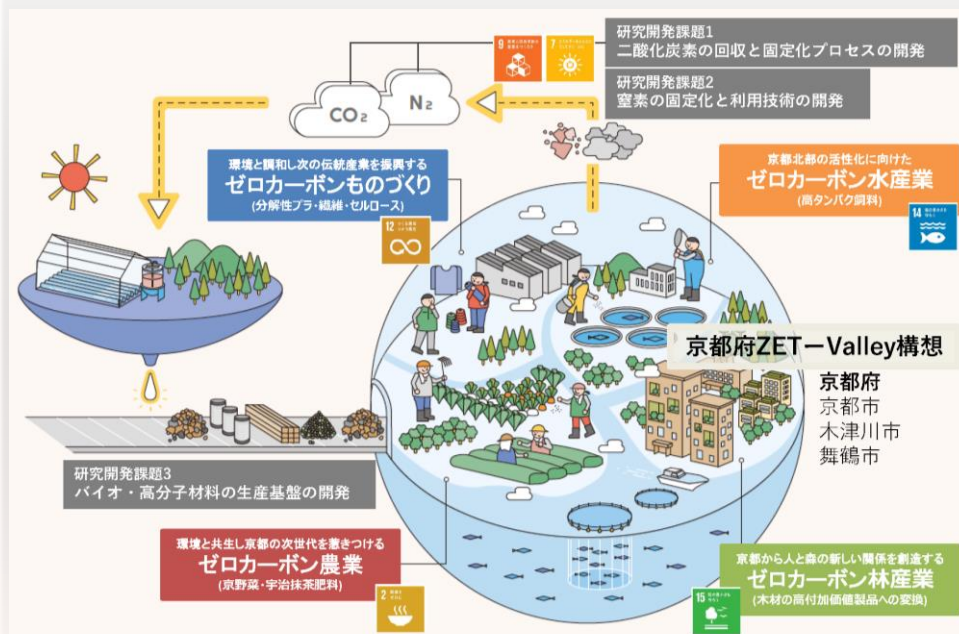 研究開発課題1
二酸化炭素の回収と固定化プロセスの開発
研究開発課題2
窒素の固定化と利用技術の開発
9
7
CO2
N2
環境と調和し次の伝統産業を振興する
ゼロカーボンものづくり
(分解性プラ・繊維・セルロース)
12
京都北部の活性化に向けた
ゼロカーボン水産業
(高タンパク飼料)
14
京都府ZETーValley構想
京都府
京都市
木津川市
舞鶴市
研究開発課題3
バイオ・高分子材料の生産基盤の開発
環境と共生し京都の次世代を惹きつける
ゼロカーボン農業
(京野菜・宇治抹茶肥料)
2
京都から人と森の新しい関係を創造する
ゼロカーボン林産業
(木材の高付加価値製品への変換)
15